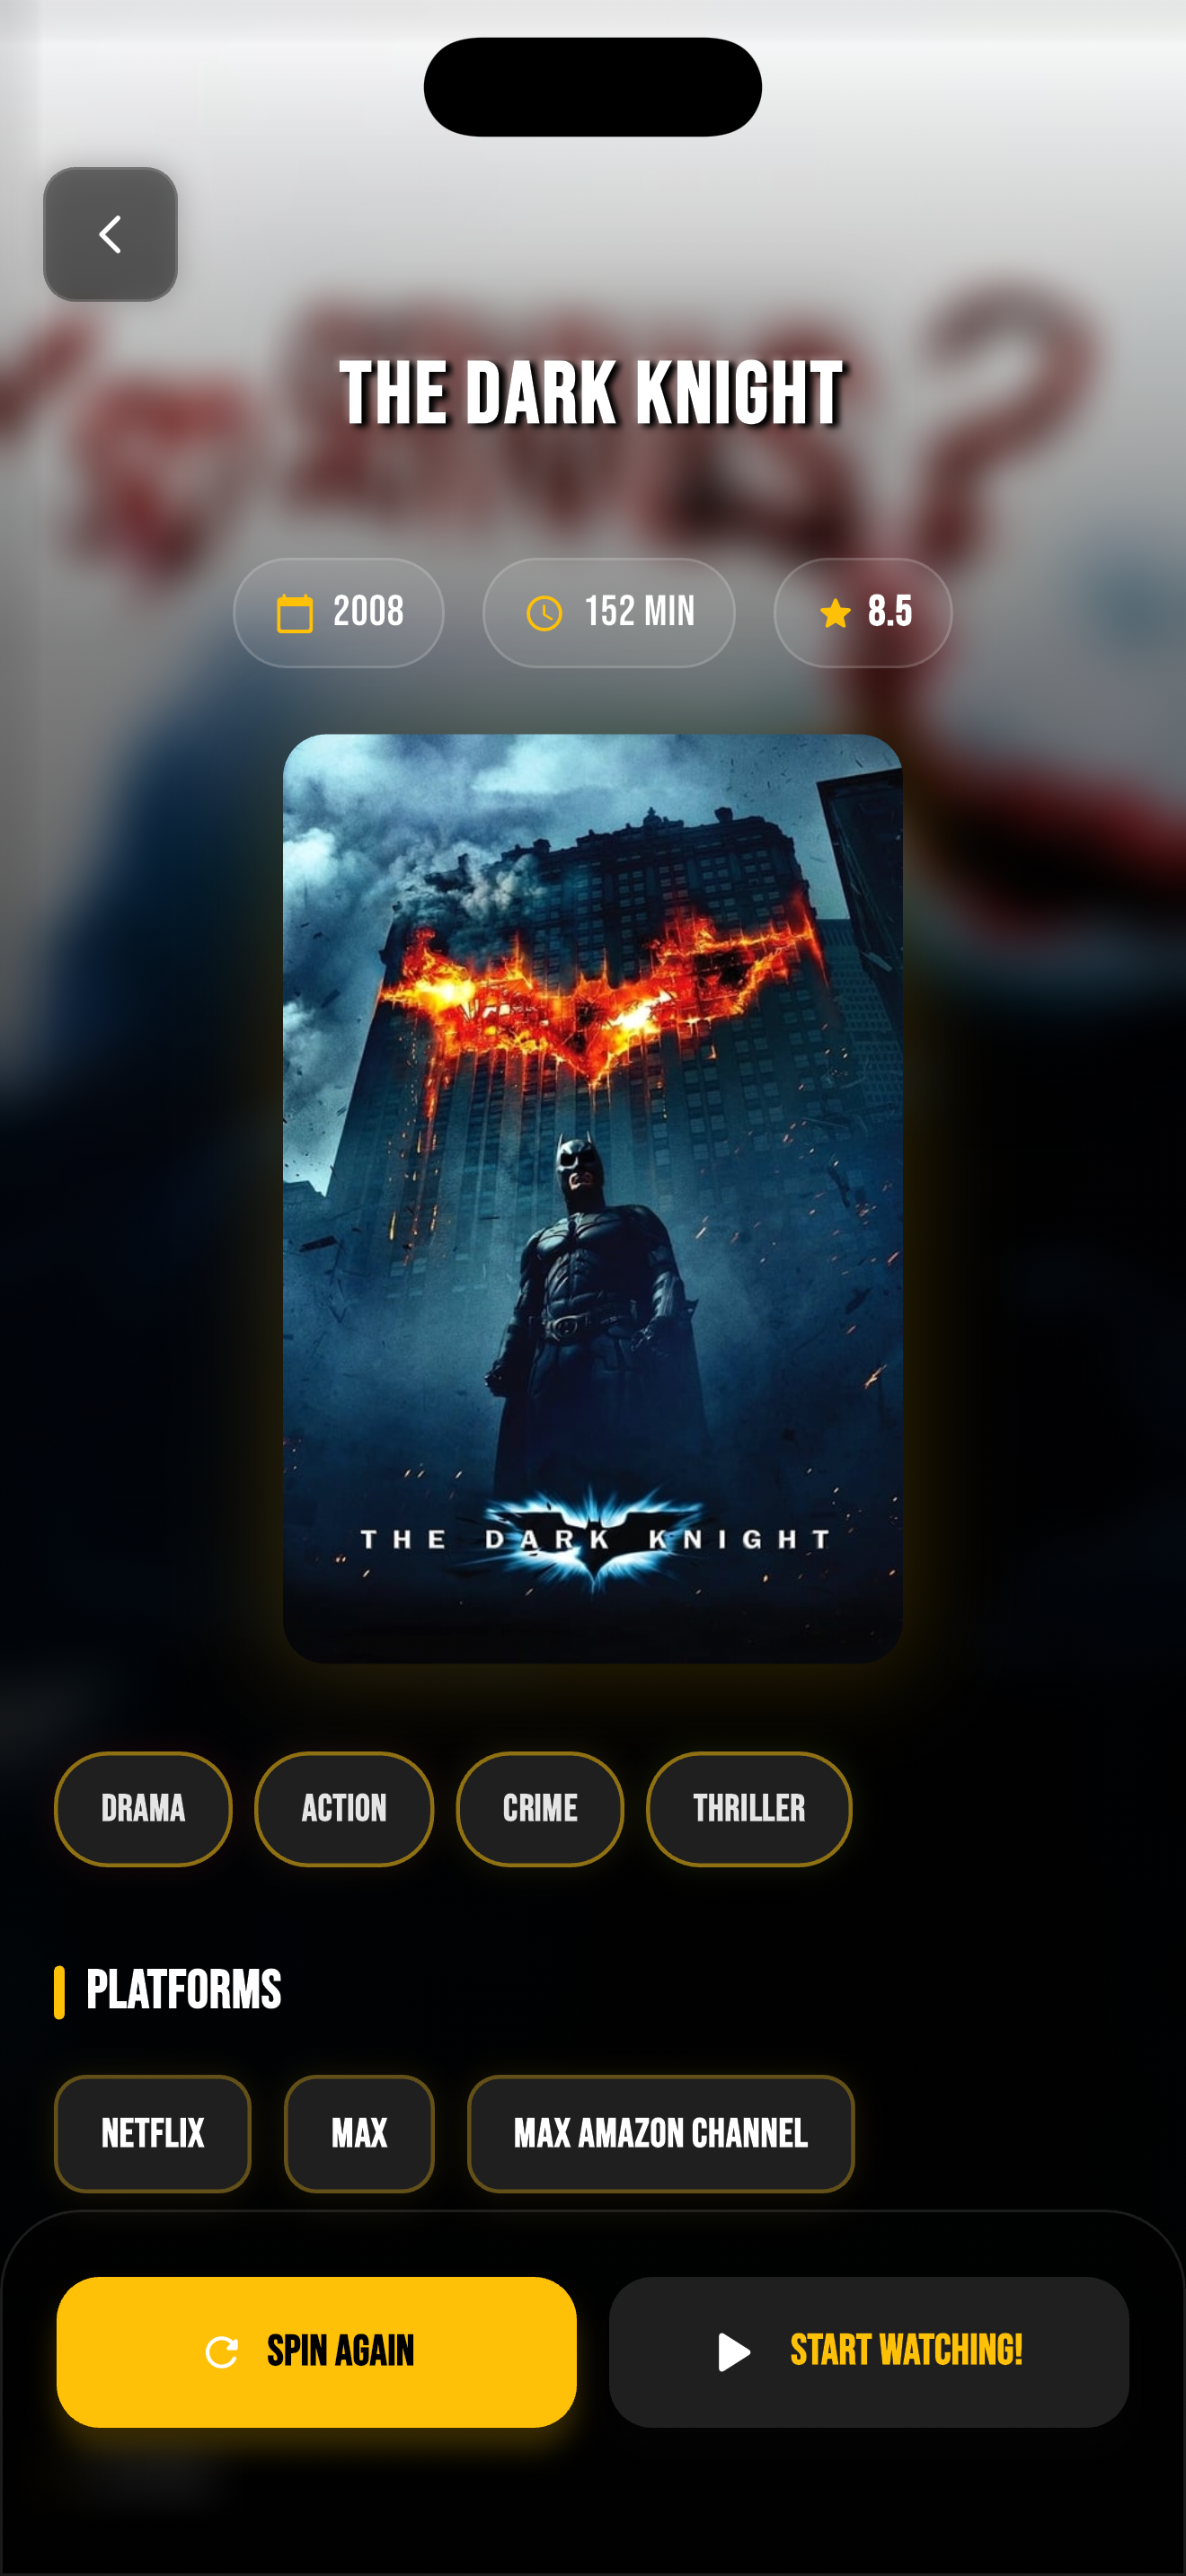 THE DARK KNIGHT
2008 152 MIN 8.5
THE DARK KNIGHT
DRAMA ACTION CRIME THRILLER
PLATFORMS
NETFLIX MAX MAX AMAZON CHANNEL
SPIN AGAIN START WATCHING!